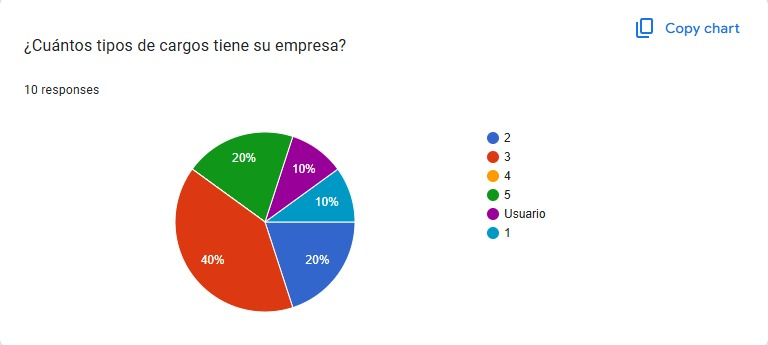 ¿Cuántos tipos de cargos tiene su empresa?
Copy chart
10 responses
20%
10%
10%
40%
20%
2
3
4
5
Usuario
1